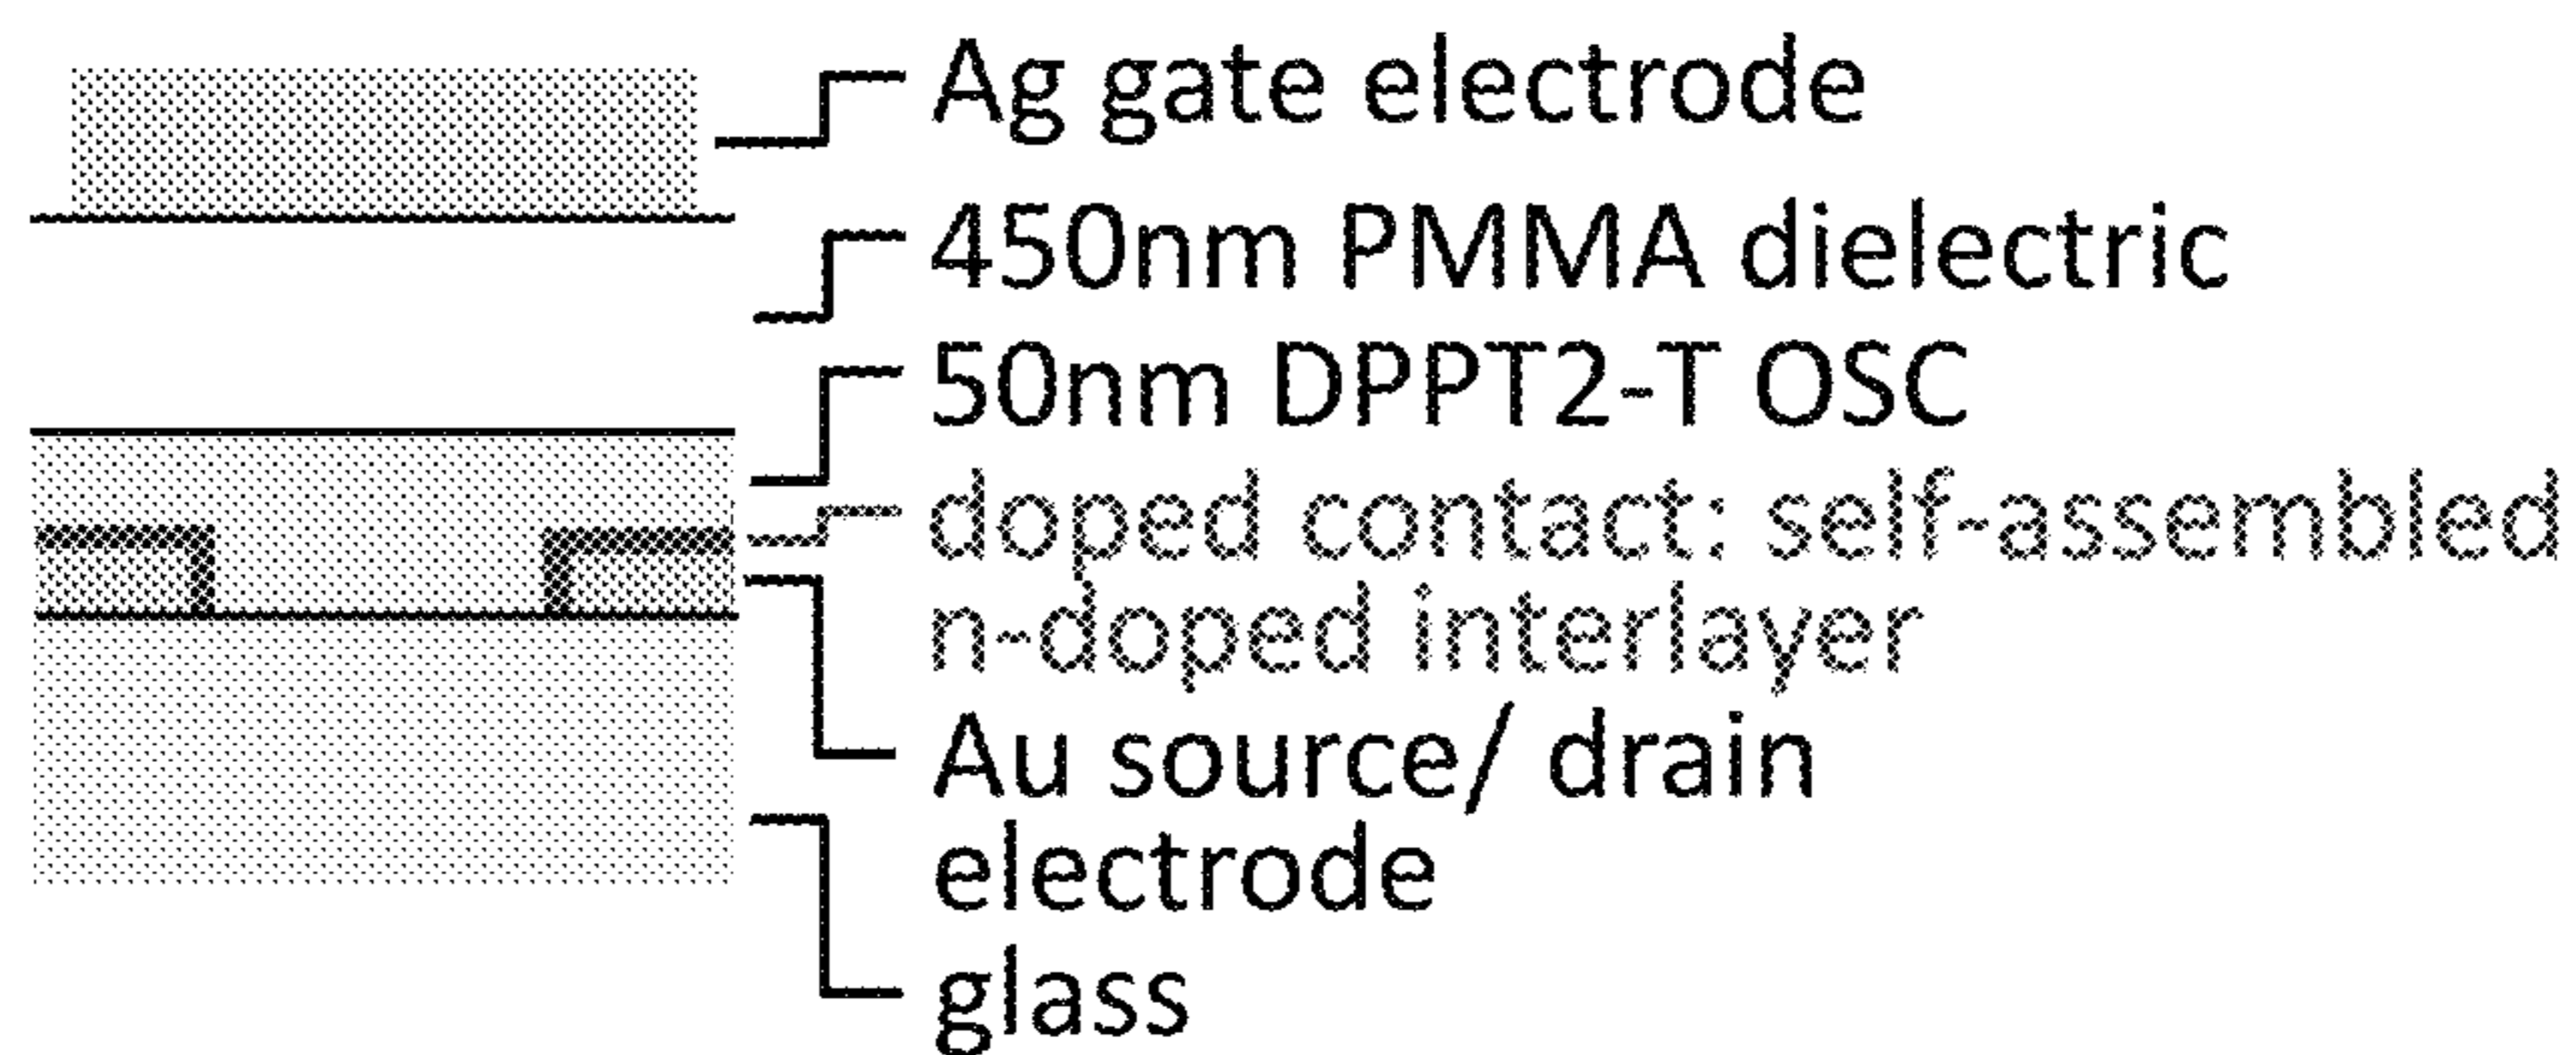 Ag gate electrode
450nm PMMA dielectric
50nm DPPT2-T OSC
doped contact: self-assembled
n-doped interlayer
Au source/ drain
electrode
glass